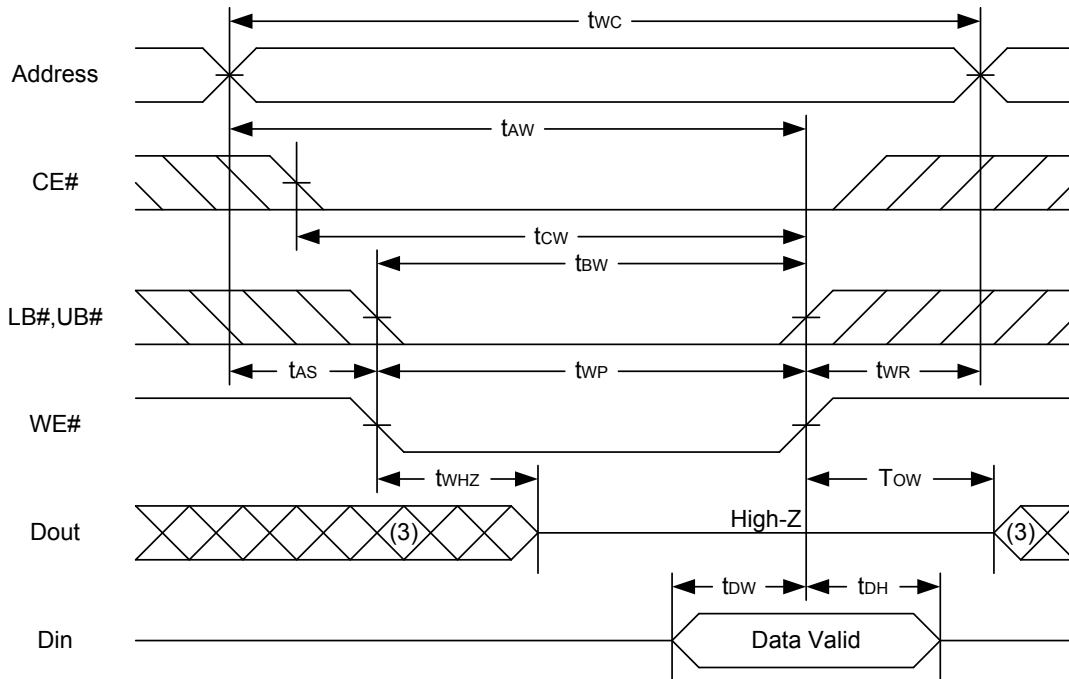 tWC
Address
tAW
CE#
tCW
tBW
LB#,UB#
tAS
tWP
tWR
WE#
tWHZ
TOW
High-Z
Dout
(3)
(3)
tDW
tDH
Din
Data Valid